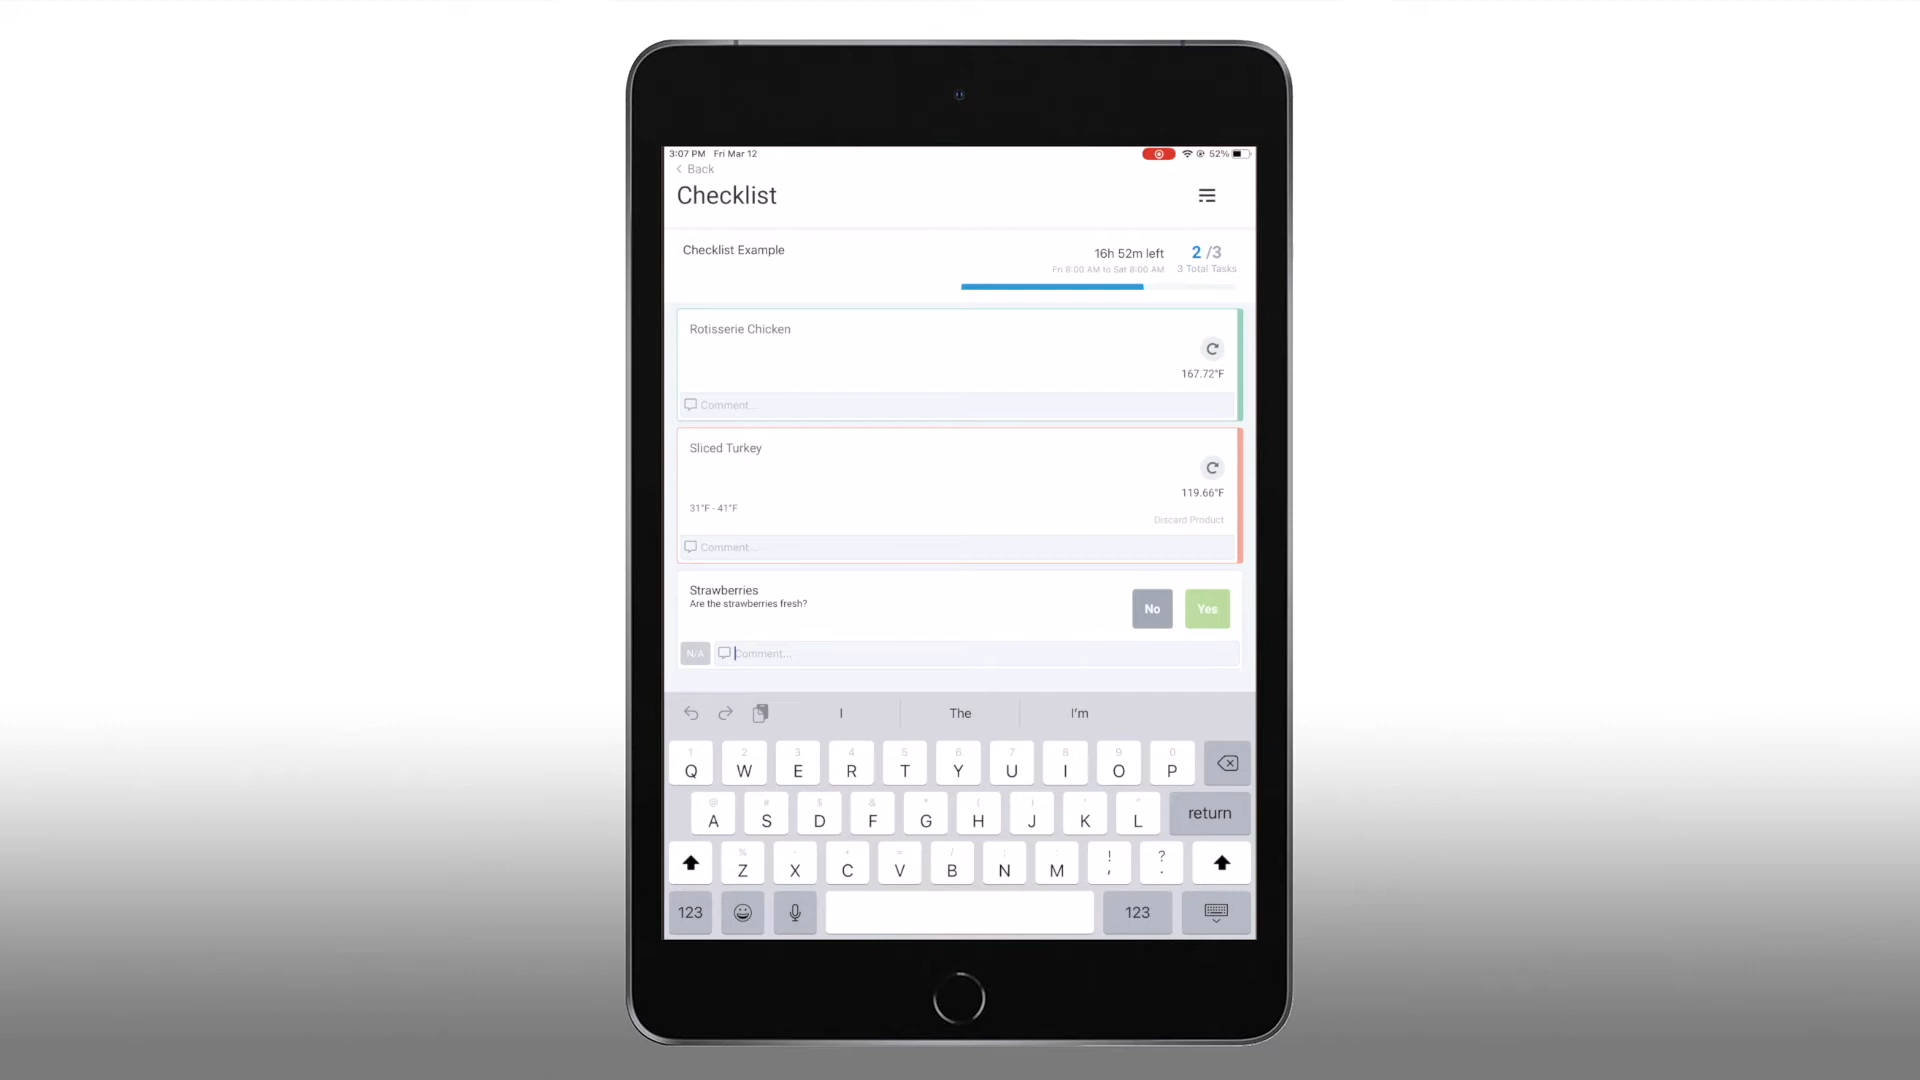 3:07 PM Fri Mar 12 52%
Back
Checklist
Checklist Example 16h 52m left 2 /3
Fri 8:00 AM to Sat 8:00 AM 3 Total Tasks
Rotisserie Chicken
167.72°F
Comment...
Sliced Turkey
119.66°F
31°F - 41°F
Discard Product
Comment...
Strawberries
Are the strawberries fresh?
No Yes
N/A Comment...
I The I'm
1 2 3 4 5 6 7 8 9 0
Q W E R T Y U I O P
@ # $ & * ( ) ' "
A S D F G H J K L return
% - + = / ; : ! ?
Z X C V B N M , .
123 123